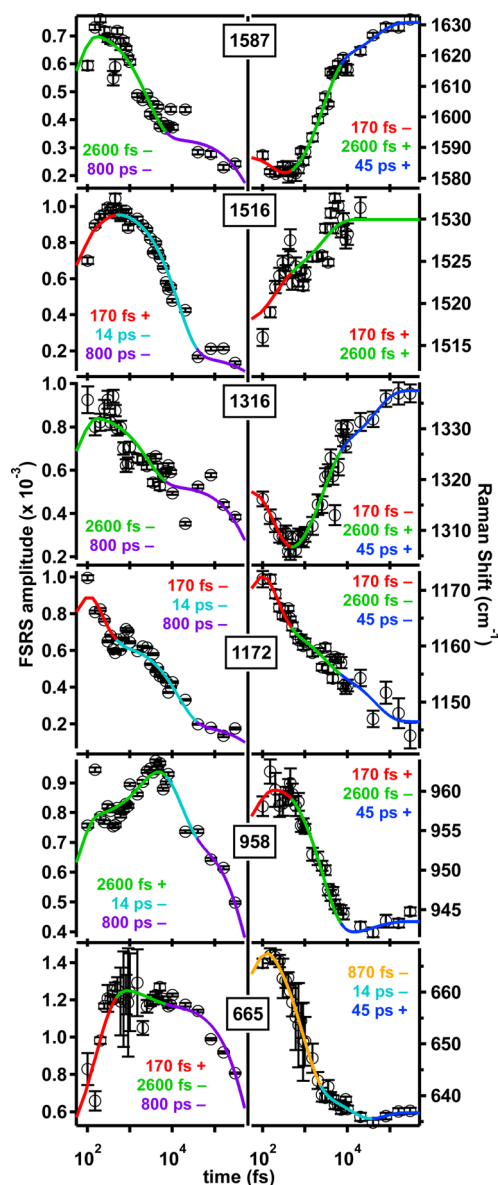 FSRS amplitude (x 10⁻³)
Raman Shift (cm⁻¹)
1587
0.7
0.6
0.5
0.4
0.3
0.2
2600 fs –
800 ps –
1630
1620
1610
1600
1590
1580
170 fs –
2600 fs +
45 ps +
1516
1.0
0.8
0.6
0.4
0.2
170 fs +
14 ps –
800 ps –
1530
1525
1520
1515
170 fs +
2600 fs +
1316
1.0
0.8
0.6
0.4
0.2
2600 fs –
800 ps –
1330
1320
1310
170 fs –
2600 fs +
45 ps +
1172
1.0
0.8
0.6
0.4
0.2
170 fs –
14 ps –
800 ps –
1170
1160
1150
170 fs –
2600 fs –
45 ps –
958
0.9
0.8
0.7
0.6
0.5
0.4
2600 fs +
14 ps –
800 ps –
960
955
950
945
170 fs +
2600 fs –
45 ps +
665
1.4
1.2
1.0
0.8
0.6
170 fs +
2600 fs –
800 ps –
660
650
640
870 fs –
14 ps –
45 ps +
10²
10³
10⁴
10²
10³
10⁴
time (fs)